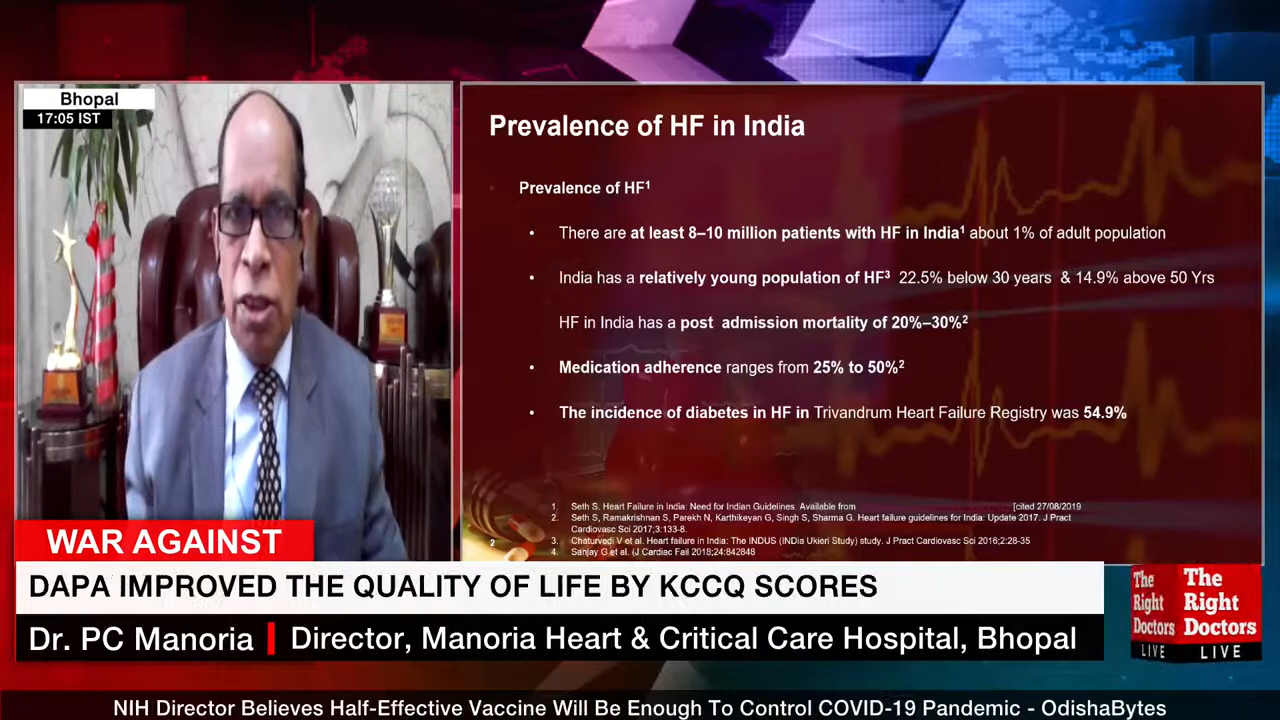 Bhopal
17:05 IST
Prevalence of HF in India
Prevalence of HF¹
• There are at least 8–10 million patients with HF in India¹ about 1% of adult population
• India has a relatively young population of HF³ 22.5% below 30 years & 14.9% above 50 Yrs
HF in India has a post admission mortality of 20%–30%²
• Medication adherence ranges from 25% to 50%²
• The incidence of diabetes in HF in Trivandrum Heart Failure Registry was 54.9%
1. Seth S. Heart Failure in India: Need for Indian Guidelines. Available from [cited 27/08/2019
2. Seth S, Ramakrishnan S, Parekh N, Karthikeyan G, Singh S, Sharma G. Heart failure guidelines for India: Update 2017. J Pract
Cardiovasc Sci 2017;3:133-8.
3. Chaturvedi V et al. Heart failure in India: The INDUS (INDia Ukieri Study) study. J Pract Cardiovasc Sci 2016;2:28-35
4. Sanjay G et al. (J Cardiac Fail 2018;24:842848
2
WAR AGAINST
DAPA IMPROVED THE QUALITY OF LIFE BY KCCQ SCORES
Dr. PC Manoria | Director, Manoria Heart & Critical Care Hospital, Bhopal
The Right Doctors LIVE
The Right Doctors LIVE
NIH Director Believes Half-Effective Vaccine Will Be Enough To Control COVID-19 Pandemic - OdishaBytes